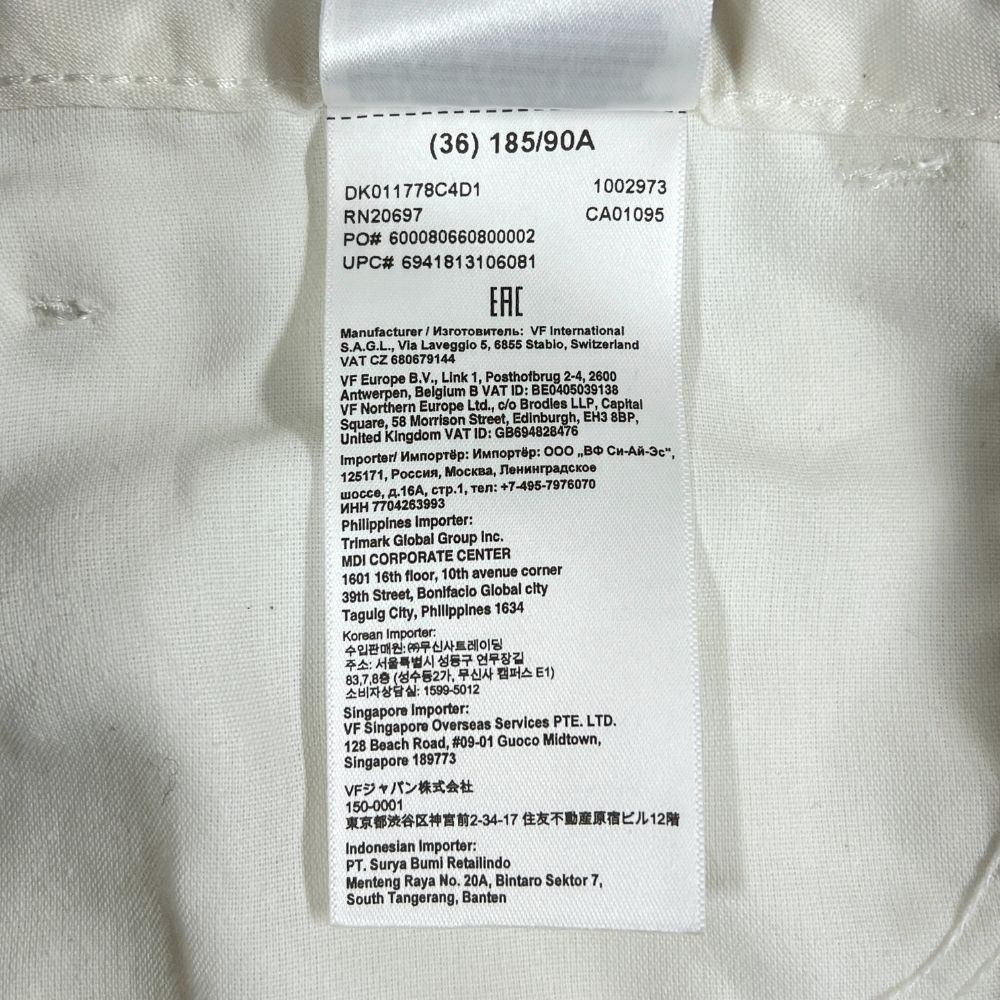 (36) 185/90A
DK011778C4D1 1002973
RN20697 CA01095
PO# 600080660800002
UPC# 6941813106081
EAC
Manufacturer / Изготовитель: VF International
S.A.G.L., Via Laveggio 5, 6855 Stabio, Switzerland
VAT CZ 680679144
VF Europe B.V., Link 1, Posthofbrug 2-4, 2600
Antwerpen, Belgium B VAT ID: BE0405039138
VF Northern Europe Ltd., c/o Brodies LLP, Capital
Square, 58 Morrison Street, Edinburgh, EH3 8BP,
United Kingdom VAT ID: GB694828476
Importer/ Импортёр: Импортёр: ООО „ВФ Си-Ай-Эс",
125171, Россия, Москва, Ленинградское
шоссе, д.16А, стр.1, тел: +7-495-7976070
ИНН 7704263993
Philippines Importer:
Trimark Global Group Inc.
MDI CORPORATE CENTER
1601 16th floor, 10th avenue corner
39th Street, Bonifacio Global city
Taguig City, Philippines 1634
Korean Importer:
수입판매원:㈜무신사트레이딩
주소: 서울특별시 성동구 연무장길
83,7,8층 (성수동2가, 무신사 캠퍼스 E1)
소비자상담실: 1599-5012
Singapore Importer:
VF Singapore Overseas Services PTE. LTD.
128 Beach Road, #09-01 Guoco Midtown,
Singapore 189773
VFジャパン株式会社
150-0001
東京都渋谷区神宮前2-34-17 住友不動産原宿ビル12階
Indonesian Importer:
PT. Surya Bumi Retailindo
Menteng Raya No. 20A, Bintaro Sektor 7,
South Tangerang, Banten